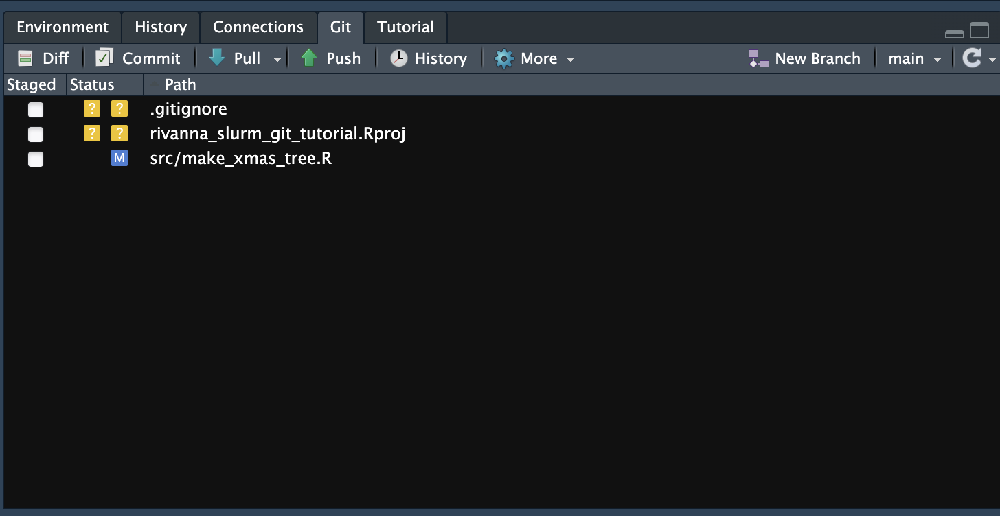 Environment History Connections Git Tutorial
Diff Commit Pull Push History More New Branch main
Staged Status Path
? ? .gitignore
? ? rivanna_slurm_git_tutorial.Rproj
M src/make_xmas_tree.R